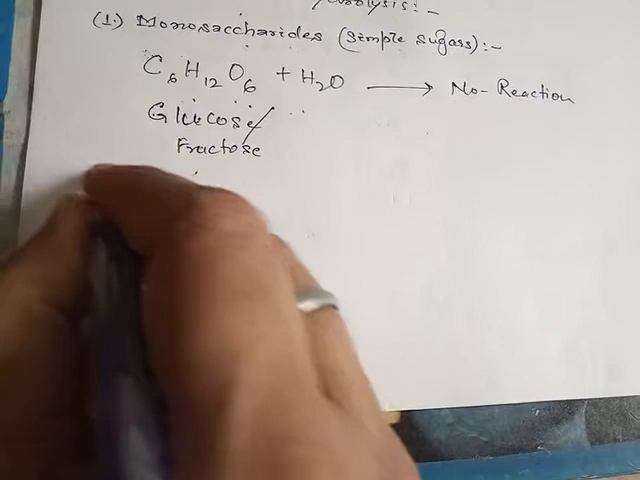 (1.) Monosaccharides (Simple sugars):-
C₆H₁₂O₆ + H₂O ⟶ No-Reaction
Glucose/
Fructose